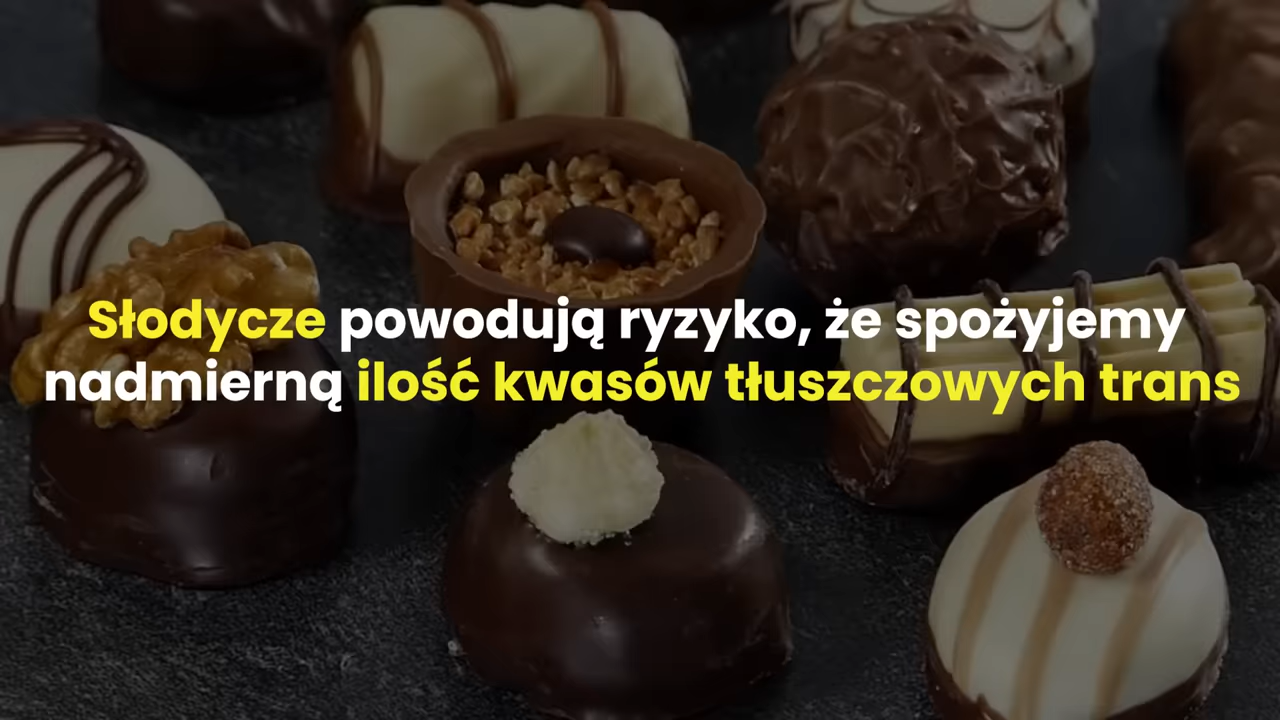 Słodycze powodują ryzyko, że spożyjemy
nadmierną ilość kwasów tłuszczowych trans